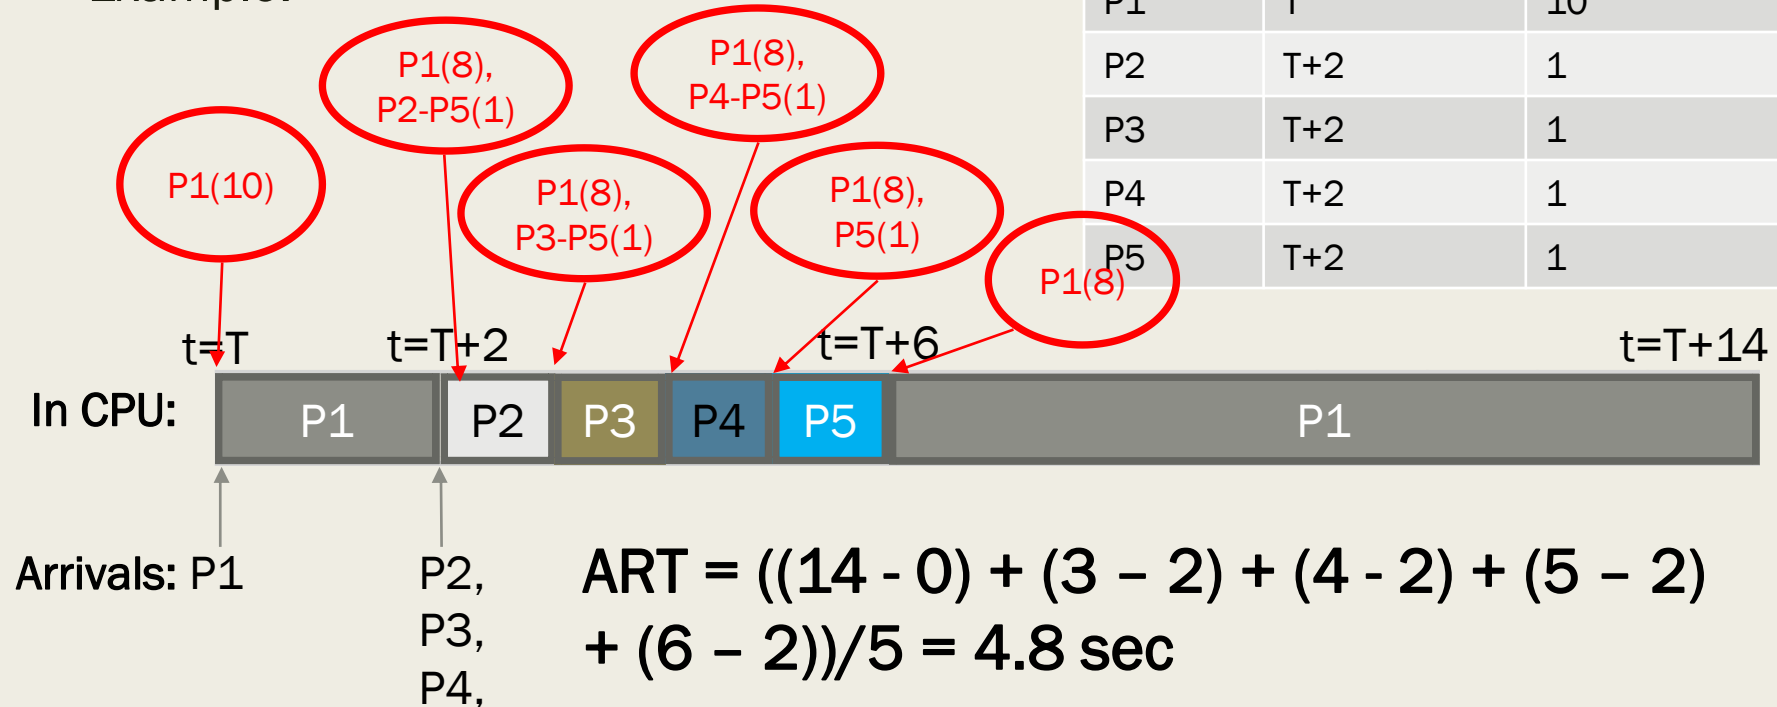 Example:
P1 T 10
P2 T+2 1
P3 T+2 1
P4 T+2 1
P5 T+2 1
P1(10)
P1(8),
P2-P5(1)
P1(8),
P3-P5(1)
P1(8),
P4-P5(1)
P1(8),
P5(1)
P1(8)
t=T t=T+2 t=T+6 t=T+14
In CPU: P1 P2 P3 P4 P5 P1
Arrivals: P1 P2,
P3,
P4,
ART = ((14 - 0) + (3 – 2) + (4 - 2) + (5 – 2)
+ (6 – 2))/5 = 4.8 sec